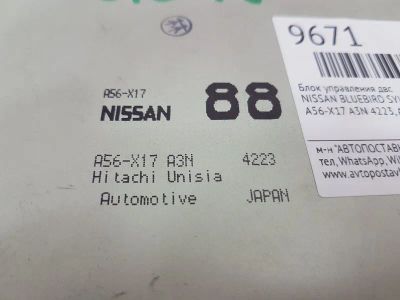 A56-X17
NISSAN 88
A56-X17 A3N 4223
Hitachi Unisia
Automotive JAPAN
9671
Блок управления двс
NISSAN BLUEBIRD
A56-X17 A3N 4223,
м-н "АВТОПОСТАВ
тел, WhatsApp,
www.avtopostav